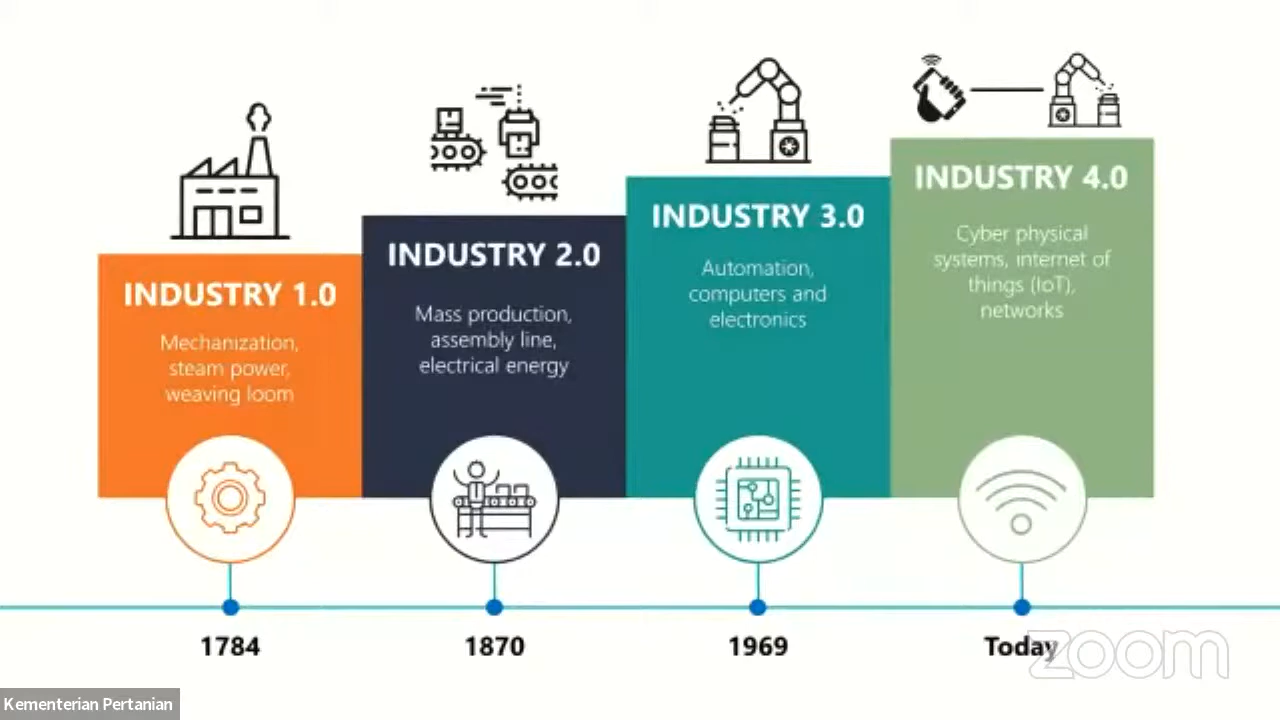 INDUSTRY 1.0
Mechanization,
steam power,
weaving loom
INDUSTRY 2.0
Mass production,
assembly line,
electrical energy
INDUSTRY 3.0
Automation,
computers and
electronics
INDUSTRY 4.0
Cyber physical
systems, internet of
things (IoT),
networks
1784
1870
1969
Today
zoom
Kementerian Pertanian